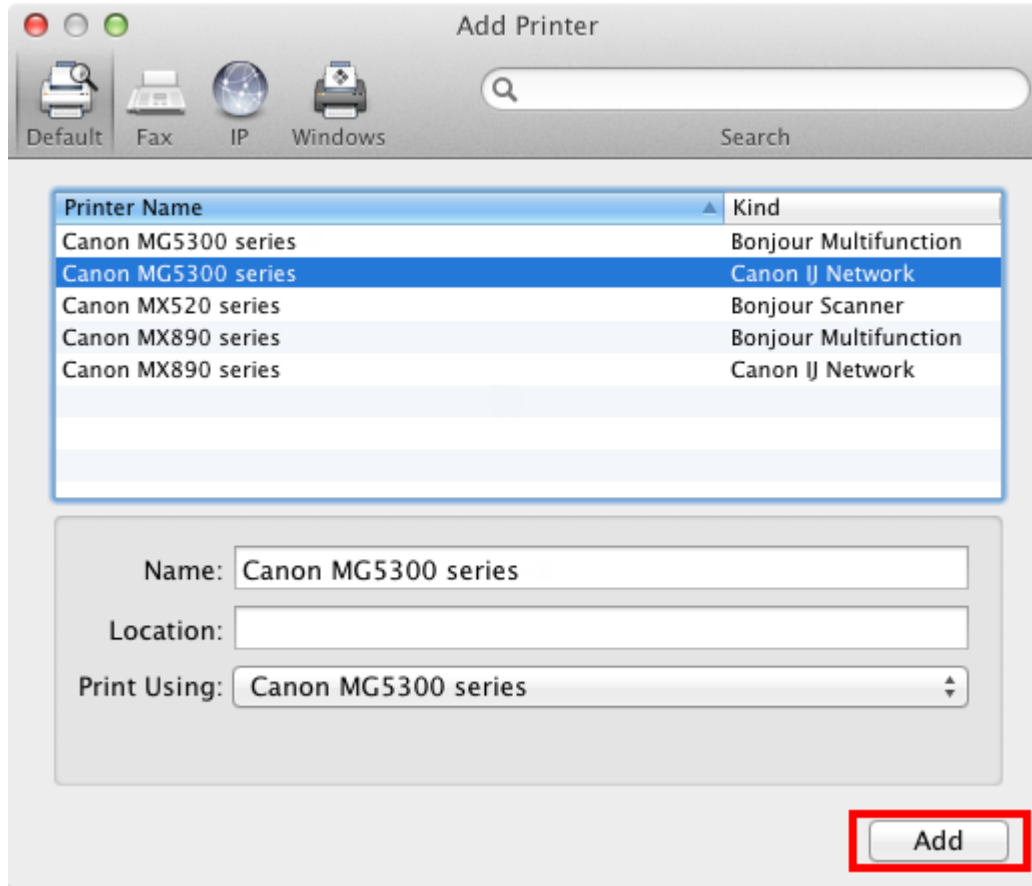 Add Printer
Default Fax IP Windows Search
Printer Name Kind
Canon MG5300 series Bonjour Multifunction
Canon MG5300 series Canon IJ Network
Canon MX520 series Bonjour Scanner
Canon MX890 series Bonjour Multifunction
Canon MX890 series Canon IJ Network
Name: Canon MG5300 series
Location:
Print Using: Canon MG5300 series
Add